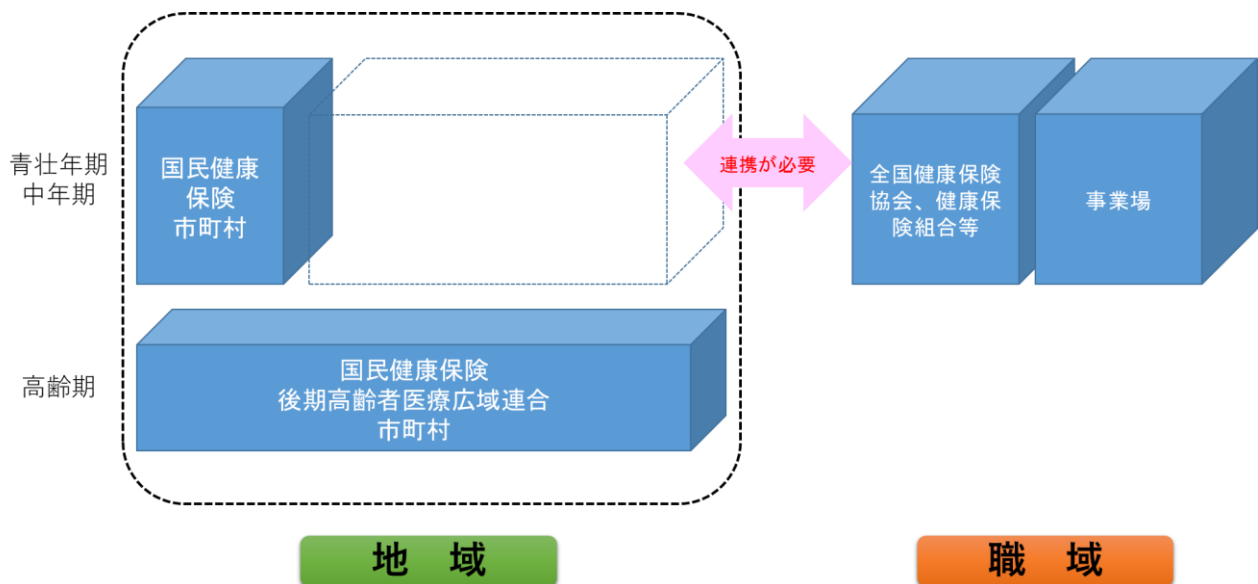 青壮年期
中年期
国民健康
保険
市町村
連携が必要
全国健康保険
協会、健康保
険組合等
事業場
高齢期
国民健康保険
後期高齢者医療広域連合
市町村
地 域
職 域